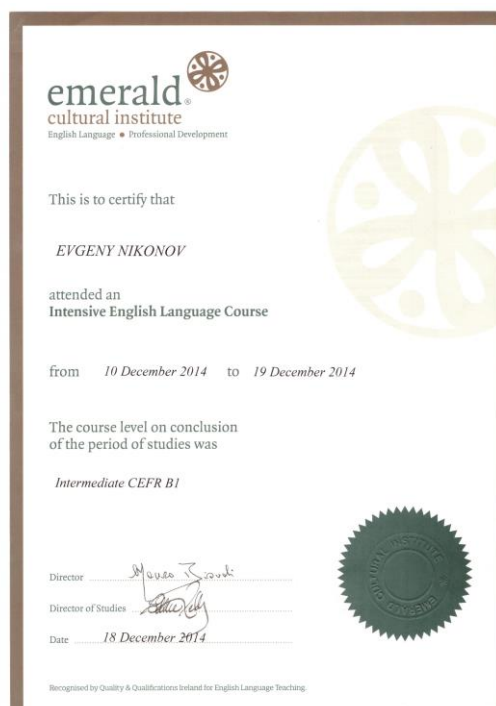 emerald®
cultural institute
English Language • Professional Development
This is to certify that
EVGENY NIKONOV
attended an
Intensive English Language Course
from 10 December 2014 to 19 December 2014
The course level on conclusion
of the period of studies was
Intermediate CEFR B1
Director
Director of Studies
Date 18 December 2014
EMERALD CULTURAL INSTITUTE
Recognised by Quality & Qualifications Ireland for English Language Teaching.